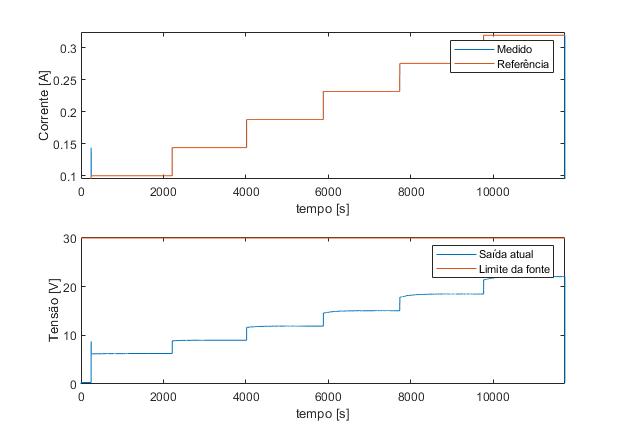 0.3
0.25
0.2
0.15
0.1
Corrente [A]
Medido
Referência
0 2000 4000 6000 8000 10000
tempo [s]
30
20
10
0
Tensão [V]
Saída atual
Limite da fonte
0 2000 4000 6000 8000 10000
tempo [s]